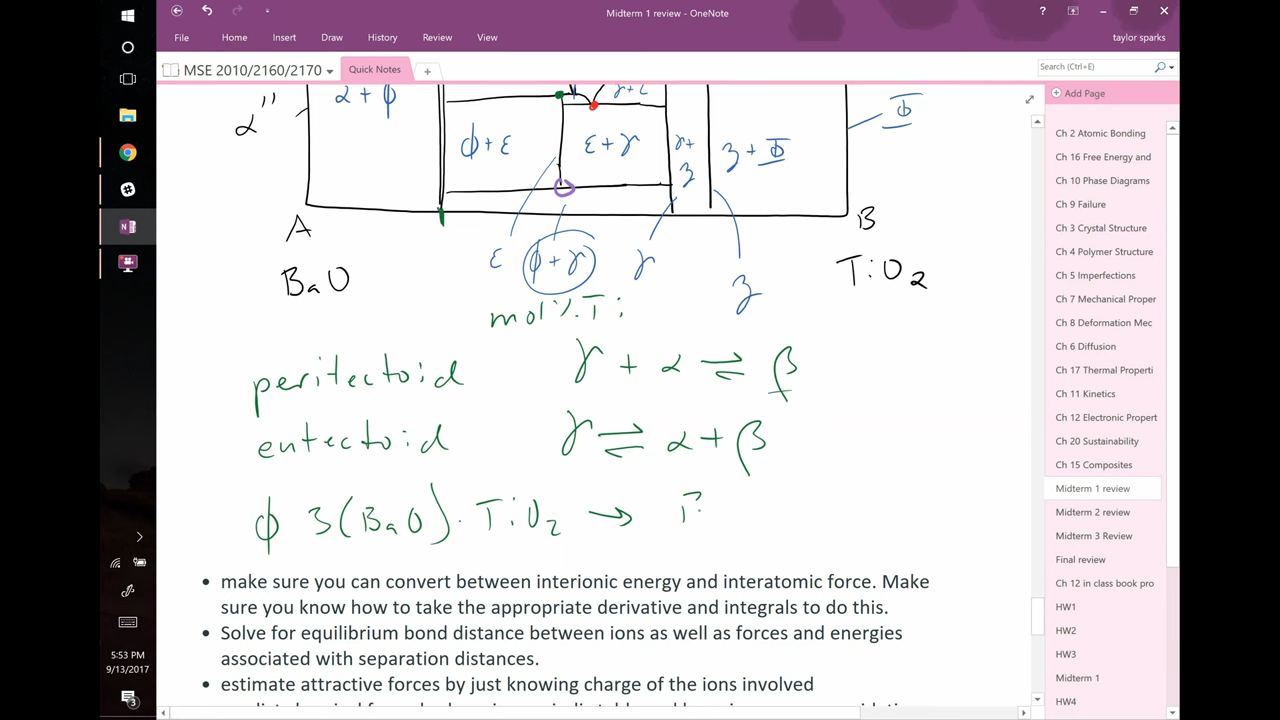 Midterm 1 review - OneNote
?
taylor sparks
File Home Insert Draw History Review View
MSE 2010/2160/2170
Quick Notes
+
Search (Ctrl+E)
Add Page
α + ϕ
γ+L
α"
ϕ+ε
ε+γ
γ+
ʒ
ʒ+Φ
Φ
A
B
ε
ϕ+γ
γ
ʒ
BaO
TiO2
mol% Ti
peritectoid γ + α ⇌ β
entectoid γ ⇌ α + β
ϕ 3(BaO)·TiO2 →
• make sure you can convert between interionic energy and interatomic force. Make
sure you know how to take the appropriate derivative and integrals to do this.
• Solve for equilibrium bond distance between ions as well as forces and energies
associated with separation distances.
• estimate attractive forces by just knowing charge of the ions involved
Ch 2 Atomic Bonding
Ch 16 Free Energy and
Ch 10 Phase Diagrams
Ch 9 Failure
Ch 3 Crystal Structure
Ch 4 Polymer Structure
Ch 5 Imperfections
Ch 7 Mechanical Proper
Ch 8 Deformation Mec
Ch 6 Diffusion
Ch 17 Thermal Properti
Ch 11 Kinetics
Ch 12 Electronic Propert
Ch 20 Sustainability
Ch 15 Composites
Midterm 1 review
Midterm 2 review
Midterm 3 Review
Final review
Ch 12 in class book pro
HW1
HW2
HW3
Midterm 1
HW4
5:53 PM
9/13/2017
3